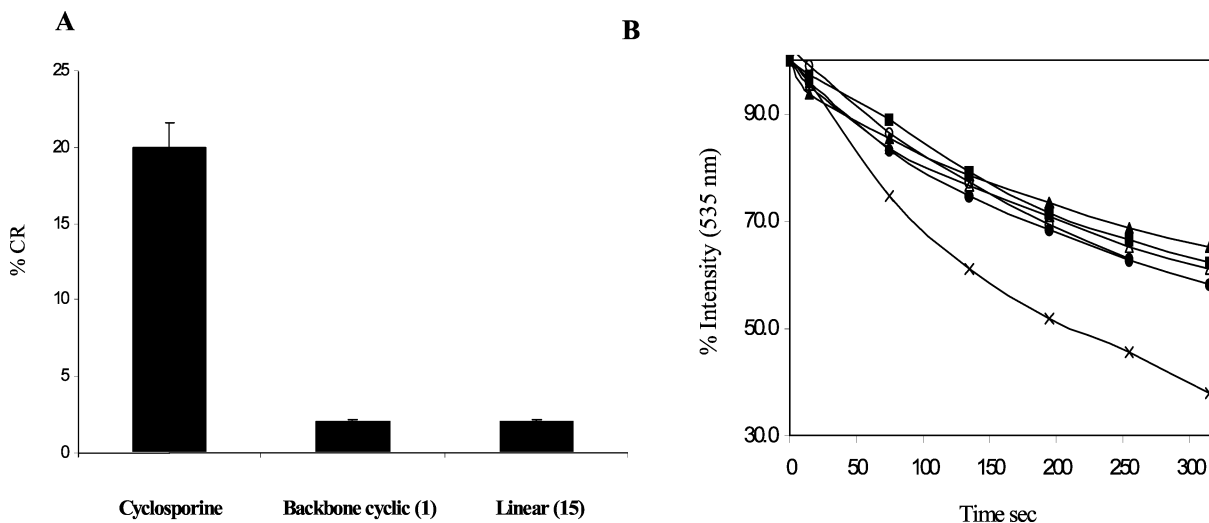 A
25
20
15
10
5
0
% CR
Cyclosporine
Backbone cyclic (1)
Linear (15)
B
90.0
70.0
50.0
30.0
% Intensity (535 nm)
0 50 100 150 200 250 300
Time sec